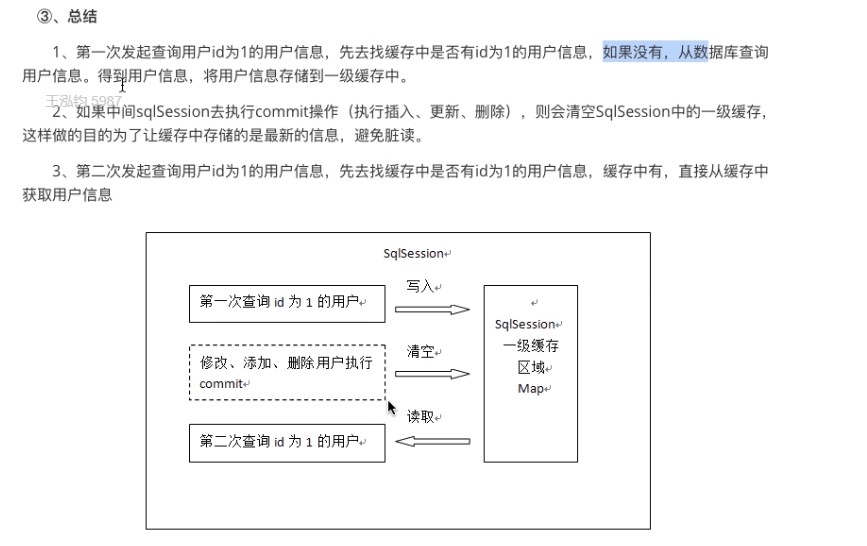 ③、总结
1、第一次发起查询用户id为1的用户信息，先去找缓存中是否有id为1的用户信息，如果没有，从数据库查询
用户信息。得到用户信息，将用户信息存储到一级缓存中。
王泓钧 5987
2、如果中间sqlSession去执行commit操作（执行插入、更新、删除），则会清空SqlSession中的一级缓存，
这样做的目的为了让缓存中存储的是最新的信息，避免脏读。
3、第二次发起查询用户id为1的用户信息，先去找缓存中是否有id为1的用户信息，缓存中有，直接从缓存中
获取用户信息
SqlSession
第一次查询 id 为 1 的用户
写入
修改、添加、删除用户执行
commit
清空
第二次查询 id 为 1 的用户
读取
SqlSession
一级缓存
区域
Map